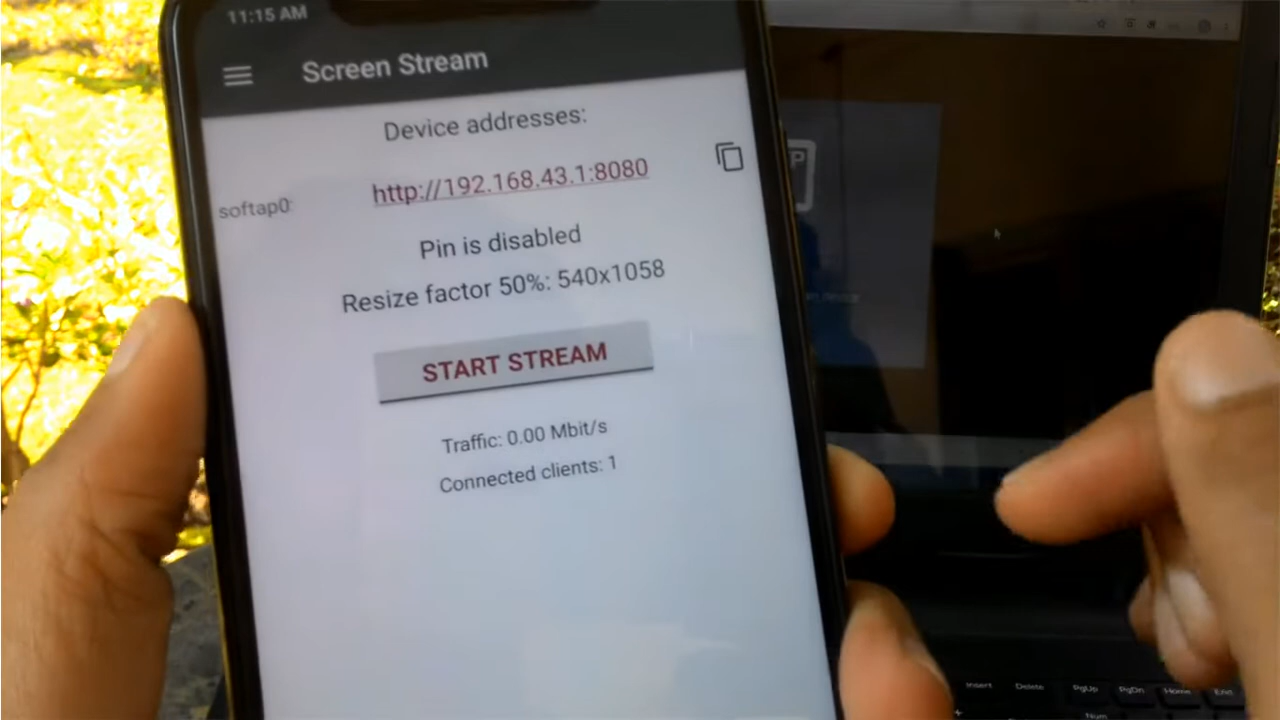 11:15 AM
Screen Stream
Device addresses:
softap0:
http://192.168.43.1:8080
Pin is disabled
Resize factor 50%: 540x1058
START STREAM
Traffic: 0.00 Mbit/s
Connected clients: 1
P
Insert Delete PgUp PgDn Home End
Num